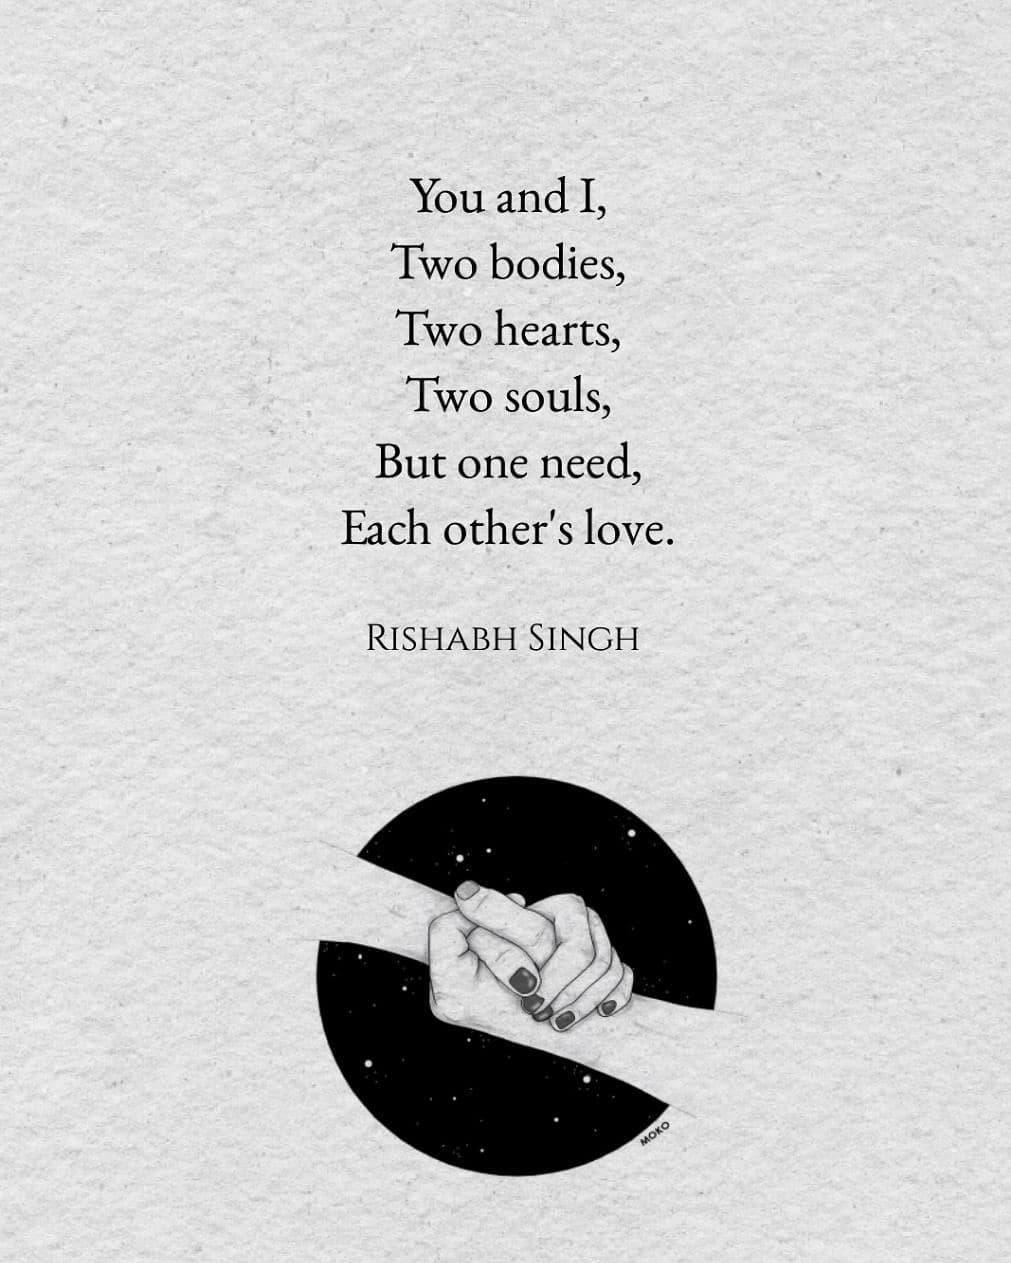 You and I,
Two bodies,
Two hearts,
Two souls,
But one need,
Each other's love.
RISHABH SINGH
MOKO